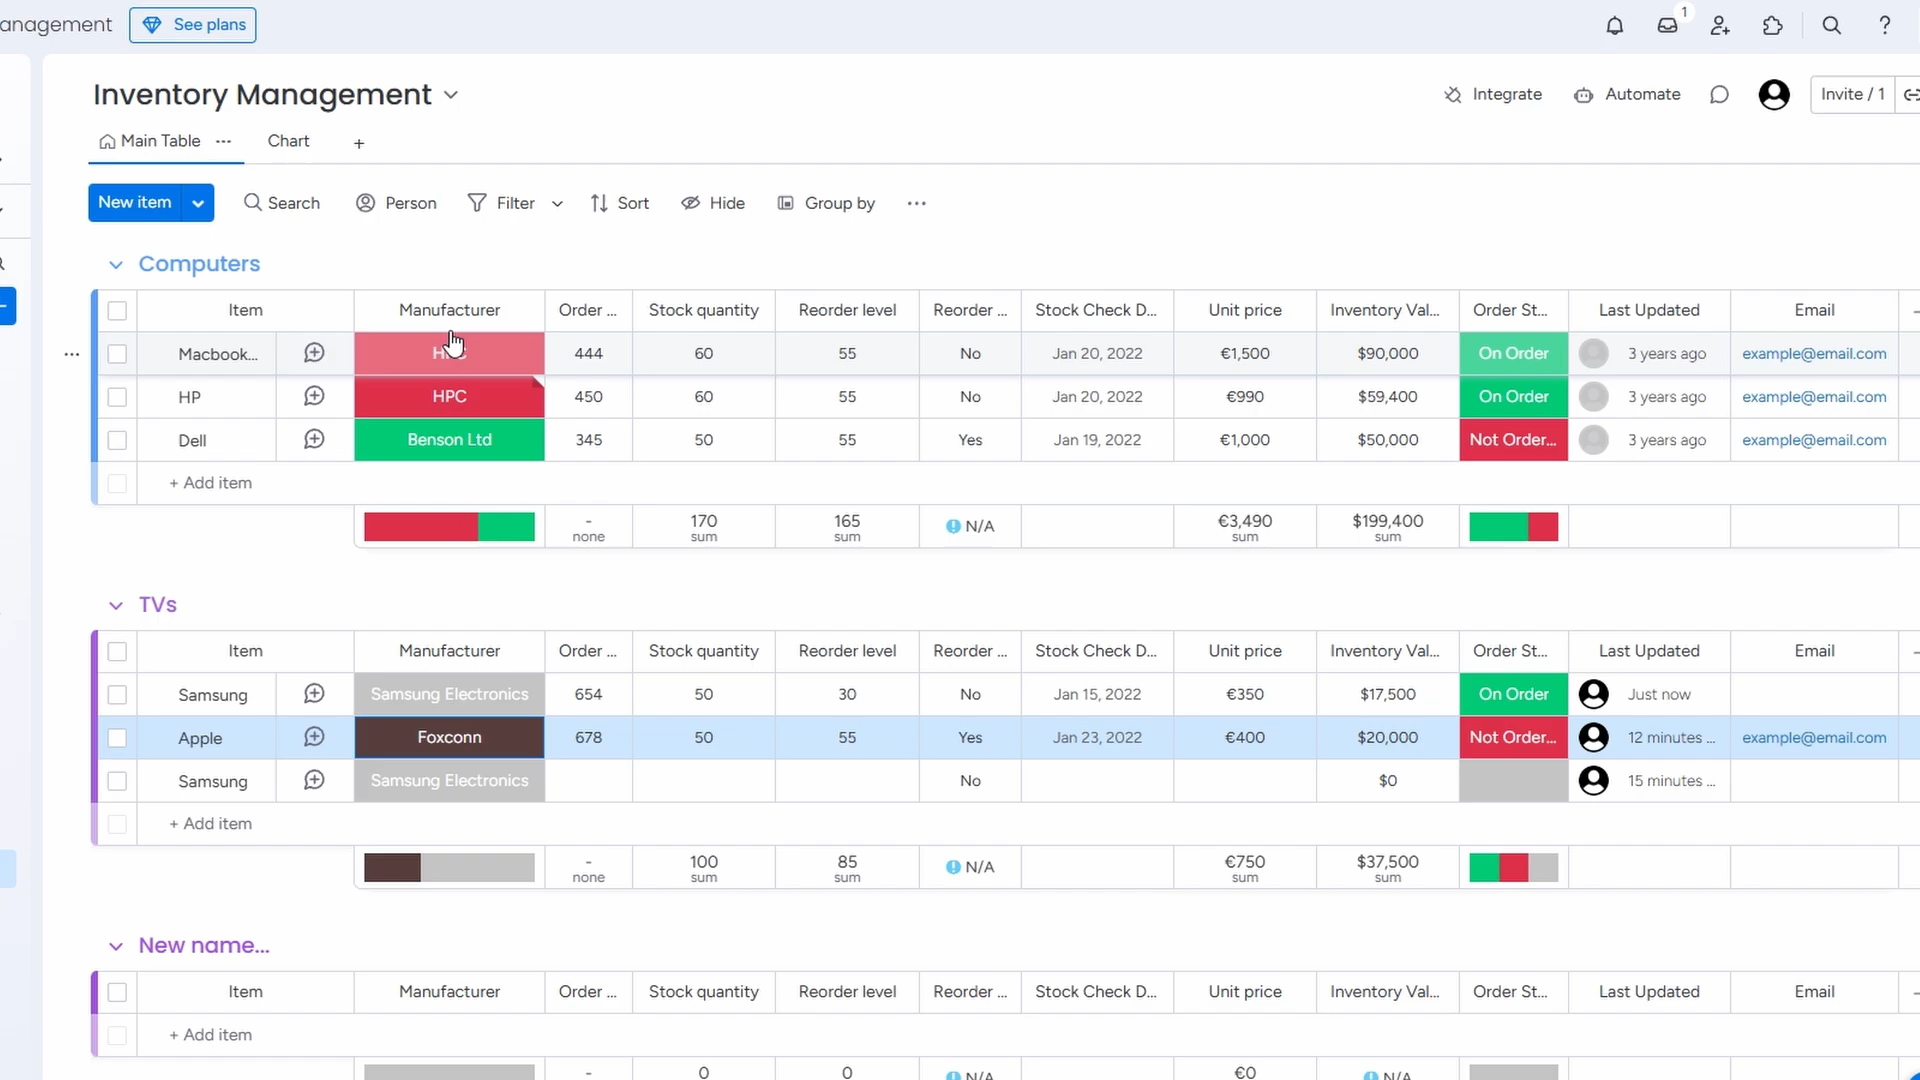 anagement See plans 1
Inventory Management Integrate Automate Invite / 1
Main Table ... Chart +
New item Search Person Filter Sort Hide Group by ...
Computers
Item Manufacturer Order ... Stock quantity Reorder level Reorder ... Stock Check D... Unit price Inventory Val... Order St... Last Updated Email
Macbook... 444 60 55 No Jan 20, 2022 €1,500 $90,000 On Order 3 years ago example@email.com
HP HPC 450 60 55 No Jan 20, 2022 €990 $59,400 On Order 3 years ago example@email.com
Dell Benson Ltd 345 50 55 Yes Jan 19, 2022 €1,000 $50,000 Not Order... 3 years ago example@email.com
+ Add item
- 170 165 N/A €3,490 $199,400
none sum sum sum sum
TVs
Item Manufacturer Order ... Stock quantity Reorder level Reorder ... Stock Check D... Unit price Inventory Val... Order St... Last Updated Email
Samsung Samsung Electronics 654 50 30 No Jan 15, 2022 €350 $17,500 On Order Just now
Apple Foxconn 678 50 55 Yes Jan 23, 2022 €400 $20,000 Not Order... 12 minutes ... example@email.com
Samsung Samsung Electronics No $0 15 minutes ...
+ Add item
- 100 85 N/A €750 $37,500
none sum sum sum sum
New name...
Item Manufacturer Order ... Stock quantity Reorder level Reorder ... Stock Check D... Unit price Inventory Val... Order St... Last Updated Email
+ Add item
- 0 0 N/A €0 N/A